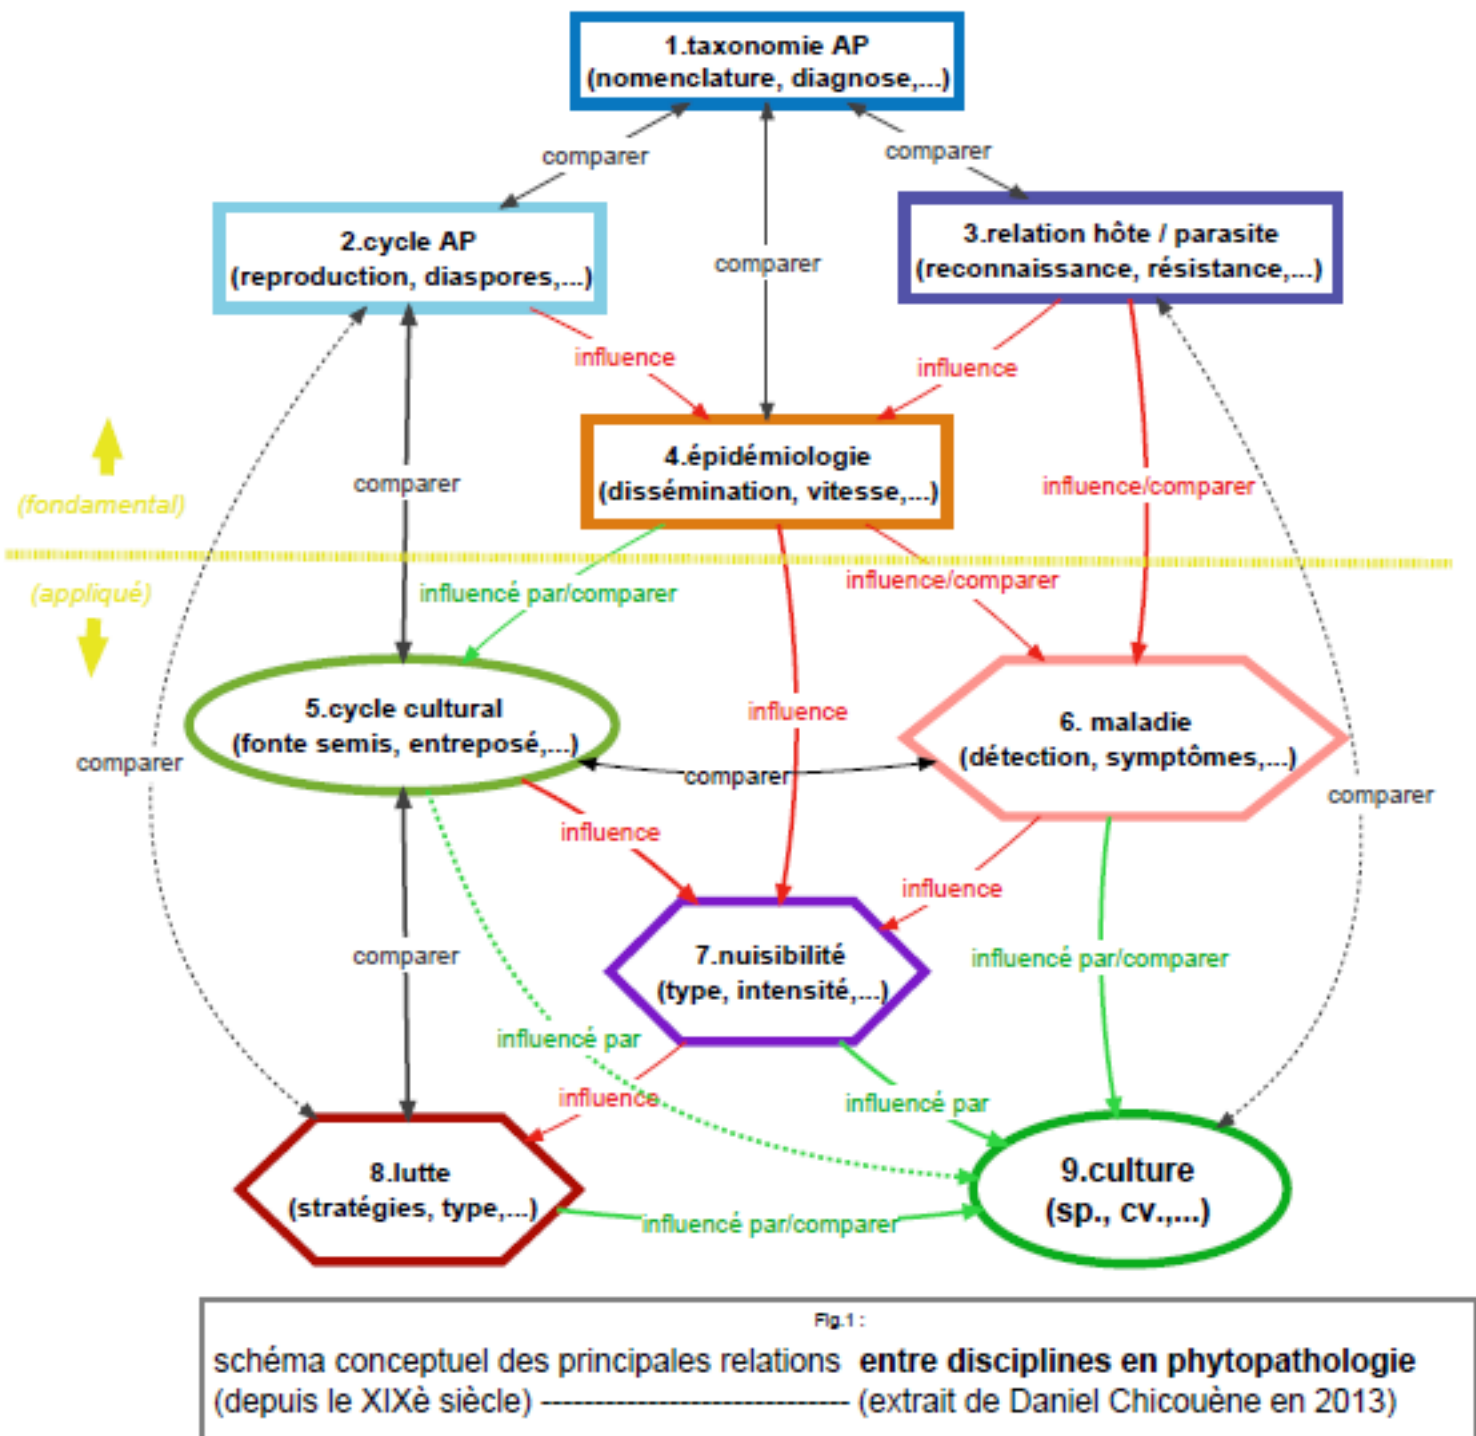 1.taxonomie AP
(nomenclature, diagnose,...)
comparer
comparer
2.cycle AP
(reproduction, diaspores,...)
3.relation hôte / parasite
(reconnaissance, résistance,...)
comparer
influence
influence
4.épidémiologie
(dissémination, vitesse,...)
comparer
influence/comparer
(fondamental)
(appliqué)
influencé par/comparer
influence/comparer
5.cycle cultural
(fonte semis, entreposé,...)
influence
6. maladie
(détection, symptômes,...)
comparer
comparer
comparer
influence
influence
7.nuisibilité
(type, intensité,...)
comparer
influencé par/comparer
influencé par
influence
influencé par
8.lutte
(stratégies, type,...)
9.culture
(sp., cv.,...)
influencé par/comparer
Fig.1 :
schéma conceptuel des principales relations entre disciplines en phytopathologie
(depuis le XIXè siècle) ----------------------------- (extrait de Daniel Chicouène en 2013)